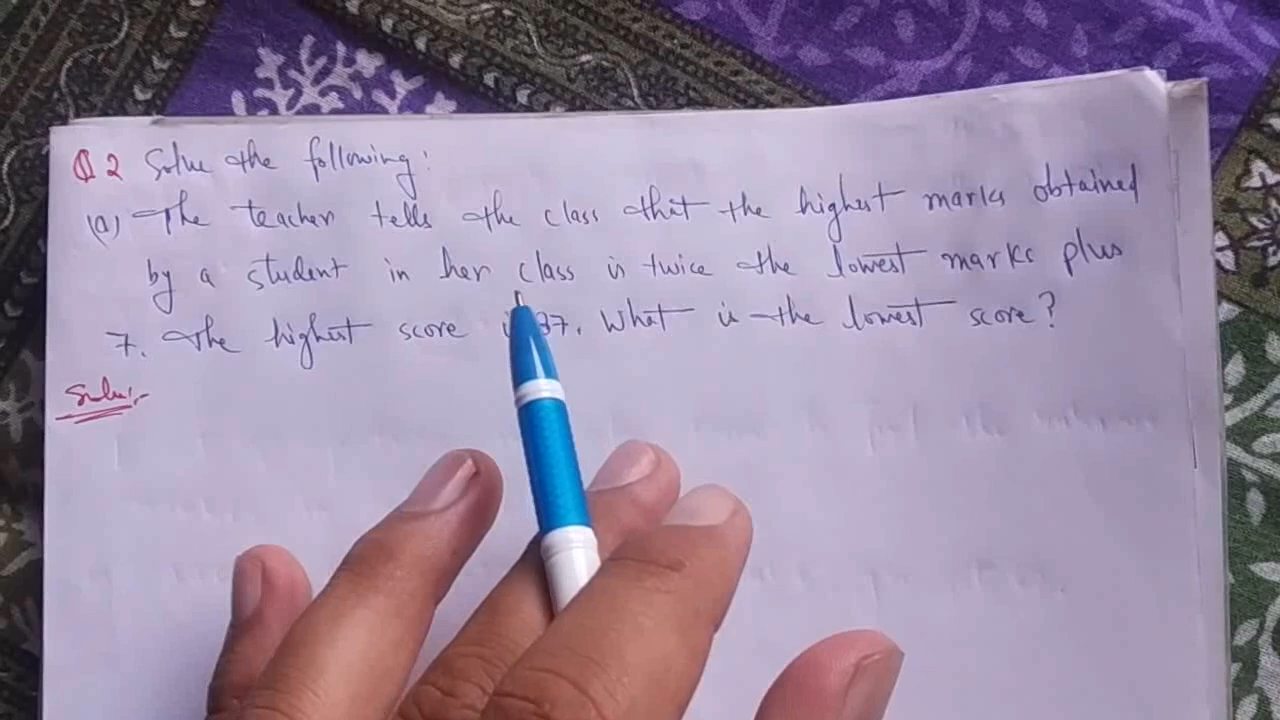 Q2 Solve the following:
(a) The teacher tells the class that the highest marks obtained
by a student in her class is twice the lowest marks plus
7. The highest score is 87. What is the lowest score?
Soln:-